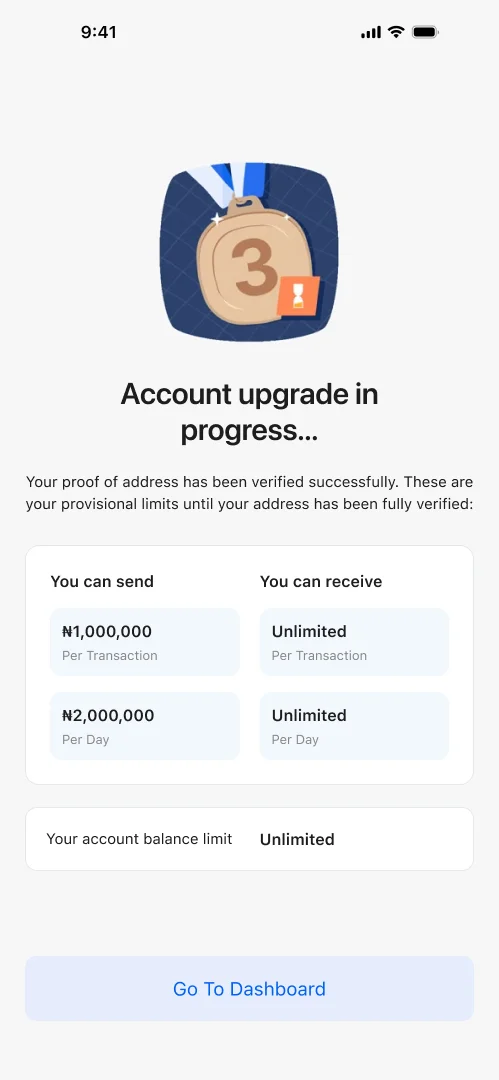 9:41
3
Account upgrade in
progress...
Your proof of address has been verified successfully. These are
your provisional limits until your address has been fully verified:
You can send
You can receive
₦1,000,000
Per Transaction
Unlimited
Per Transaction
₦2,000,000
Per Day
Unlimited
Per Day
Your account balance limit
Unlimited
Go To Dashboard